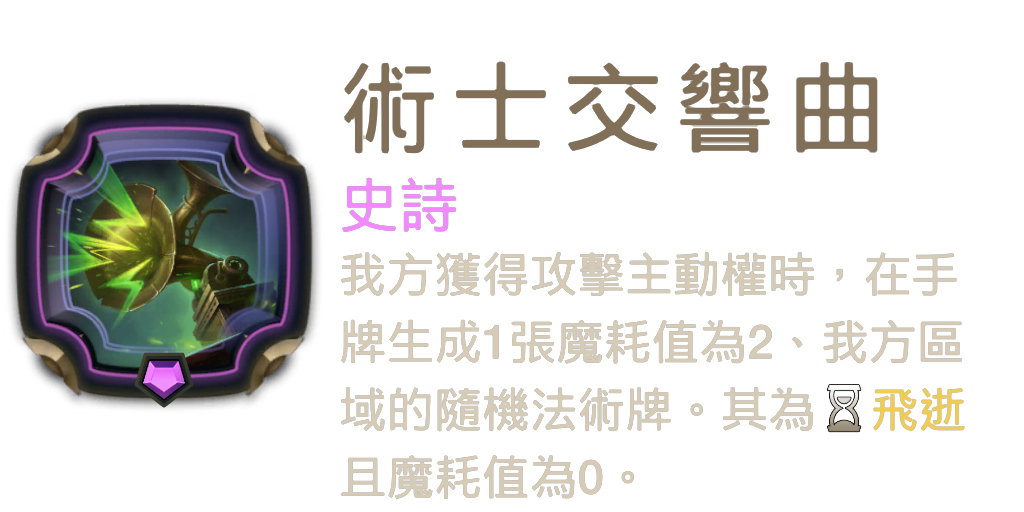 術士交響曲
史詩
我方獲得攻擊主動權時，在手
牌生成1張魔耗值為2、我方區
域的隨機法術牌。其為飛逝
且魔耗值為0。